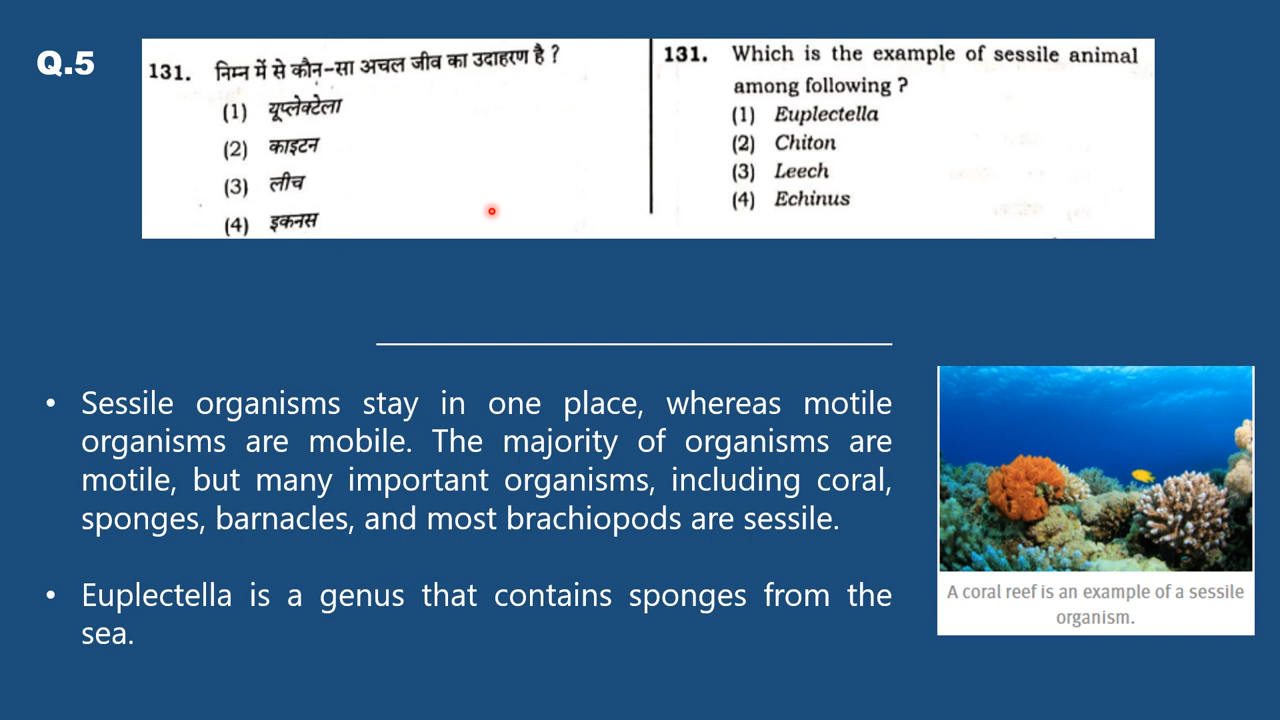 Q.5
131. निम्न में से कौन-सा अचल जीव का उदाहरण है ?
(1) यूप्लेक्टेला
(2) काइटन
(3) लीच
(4) इकनस
131. Which is the example of sessile animal
among following ?
(1) Euplectella
(2) Chiton
(3) Leech
(4) Echinus
• Sessile organisms stay in one place, whereas motile
organisms are mobile. The majority of organisms are
motile, but many important organisms, including coral,
sponges, barnacles, and most brachiopods are sessile.
• Euplectella is a genus that contains sponges from the
sea.
A coral reef is an example of a sessile
organism.